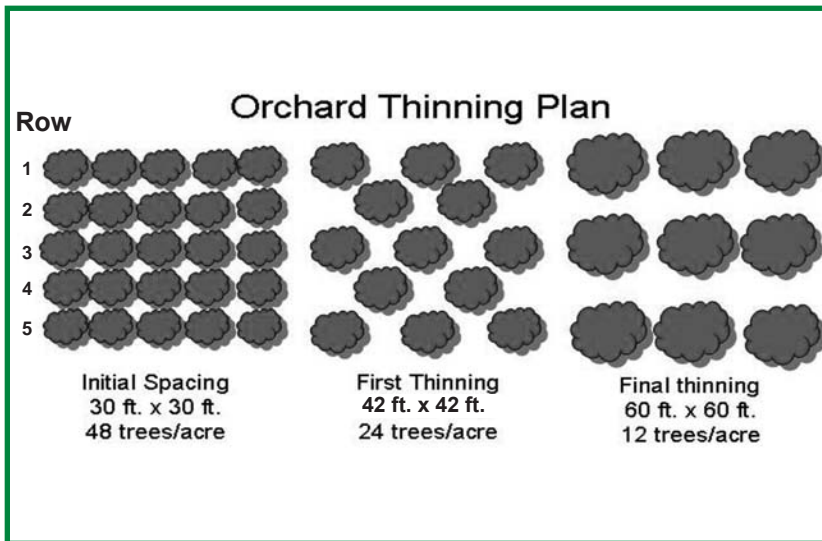 Orchard Thinning Plan
Row
1
2
3
4
5
Initial Spacing
30 ft. x 30 ft.
48 trees/acre
First Thinning
42 ft. x 42 ft.
24 trees/acre
Final thinning
60 ft. x 60 ft.
12 trees/acre